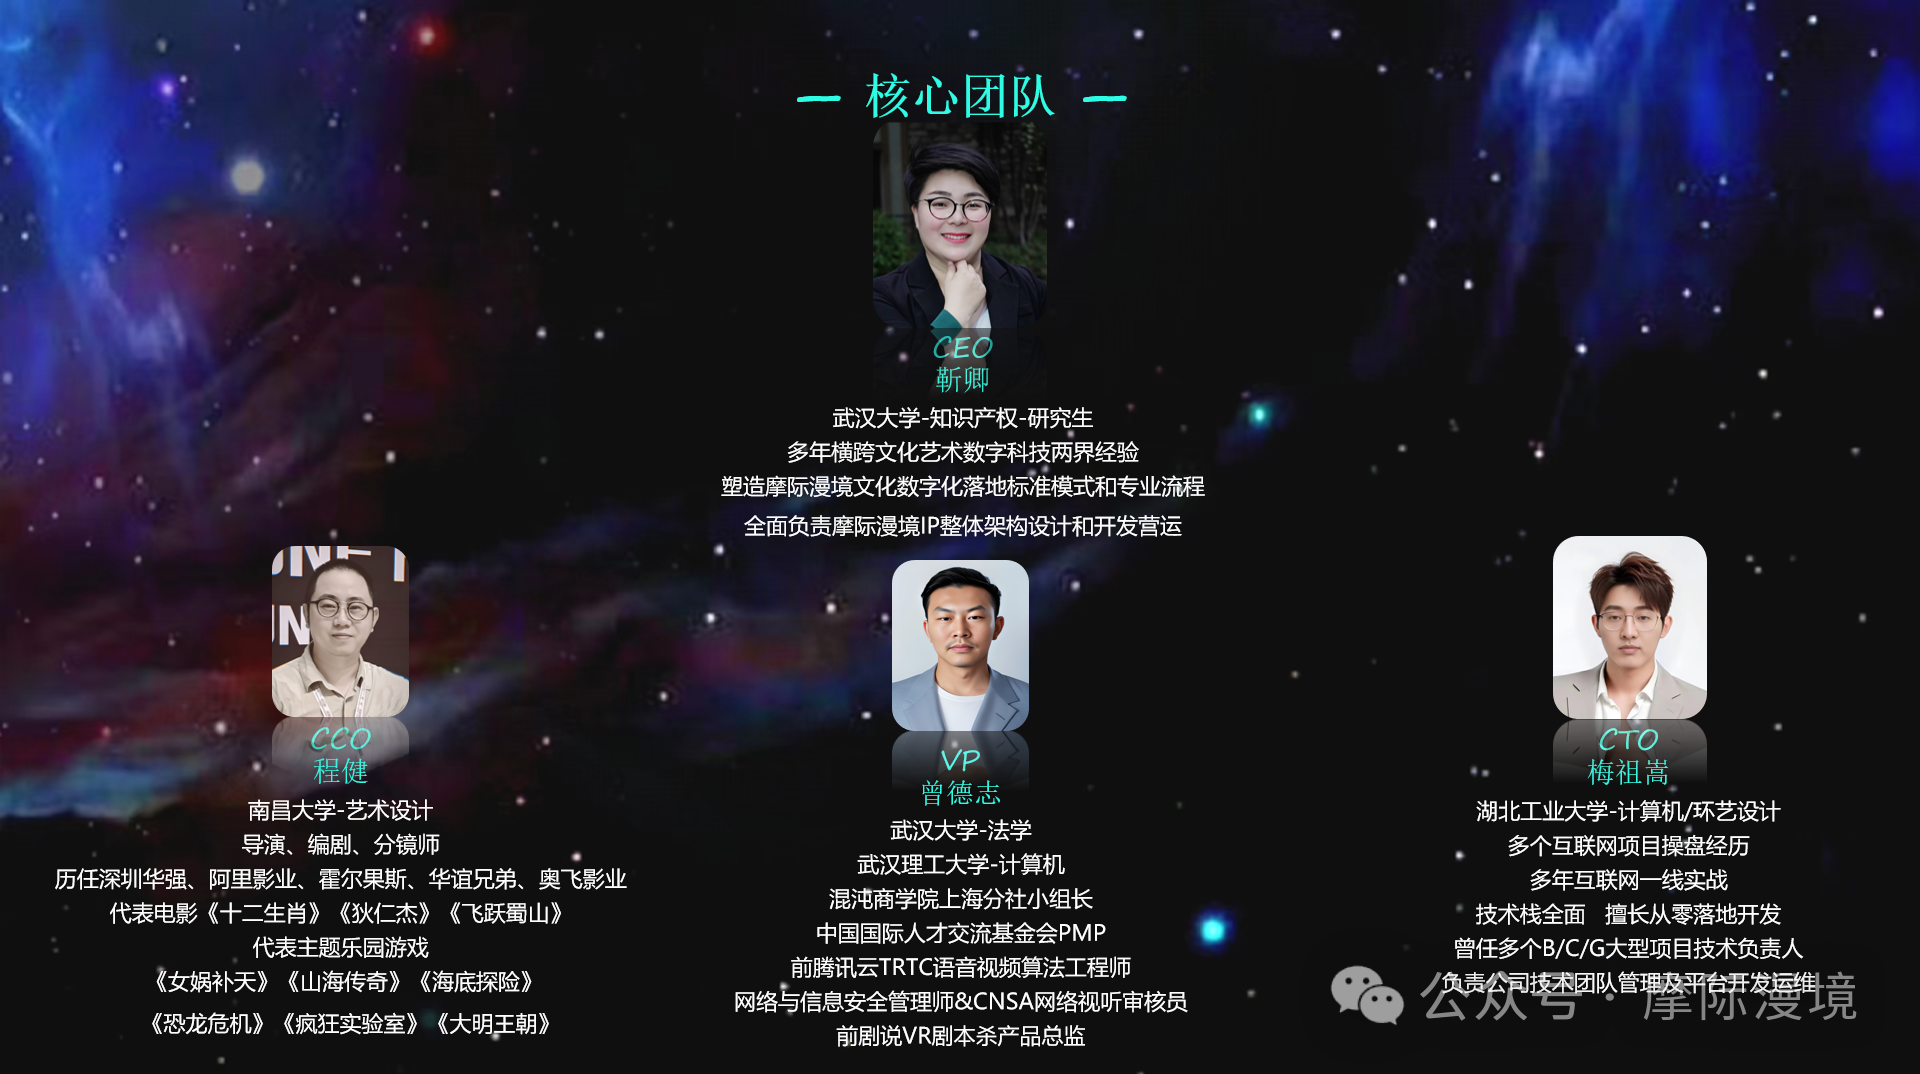 — 核心团队 —
CEO
靳卿
武汉大学-知识产权-研究生
多年横跨文化艺术数字科技两界经验
塑造摩际漫境文化数字化落地标准模式和专业流程
全面负责摩际漫境IP整体架构设计和开发营运
UNE T
UN
CCO
程健
南昌大学-艺术设计
导演、编剧、分镜师
历任深圳华强、阿里影业、霍尔果斯、华谊兄弟、奥飞影业
代表电影《十二生肖》《狄仁杰》《飞跃蜀山》
代表主题乐园游戏
《女娲补天》《山海传奇》《海底探险》
《恐龙危机》《疯狂实验室》《大明王朝》
VP
曾德志
武汉大学-法学
武汉理工大学-计算机
混沌商学院上海分社小组长
中国国际人才交流基金会PMP
前腾讯云TRTC语音视频算法工程师
网络与信息安全管理师&CNSA网络视听审核员
前剧说VR剧本杀产品总监
CTO
梅祖嵩
湖北工业大学-计算机/环艺设计
多个互联网项目操盘经历
多年互联网一线实战
技术栈全面 擅长从零落地开发
曾任多个B/C/G大型项目技术负责人
负责公司技术团队管理及平台开发运维
公众号·摩际漫境